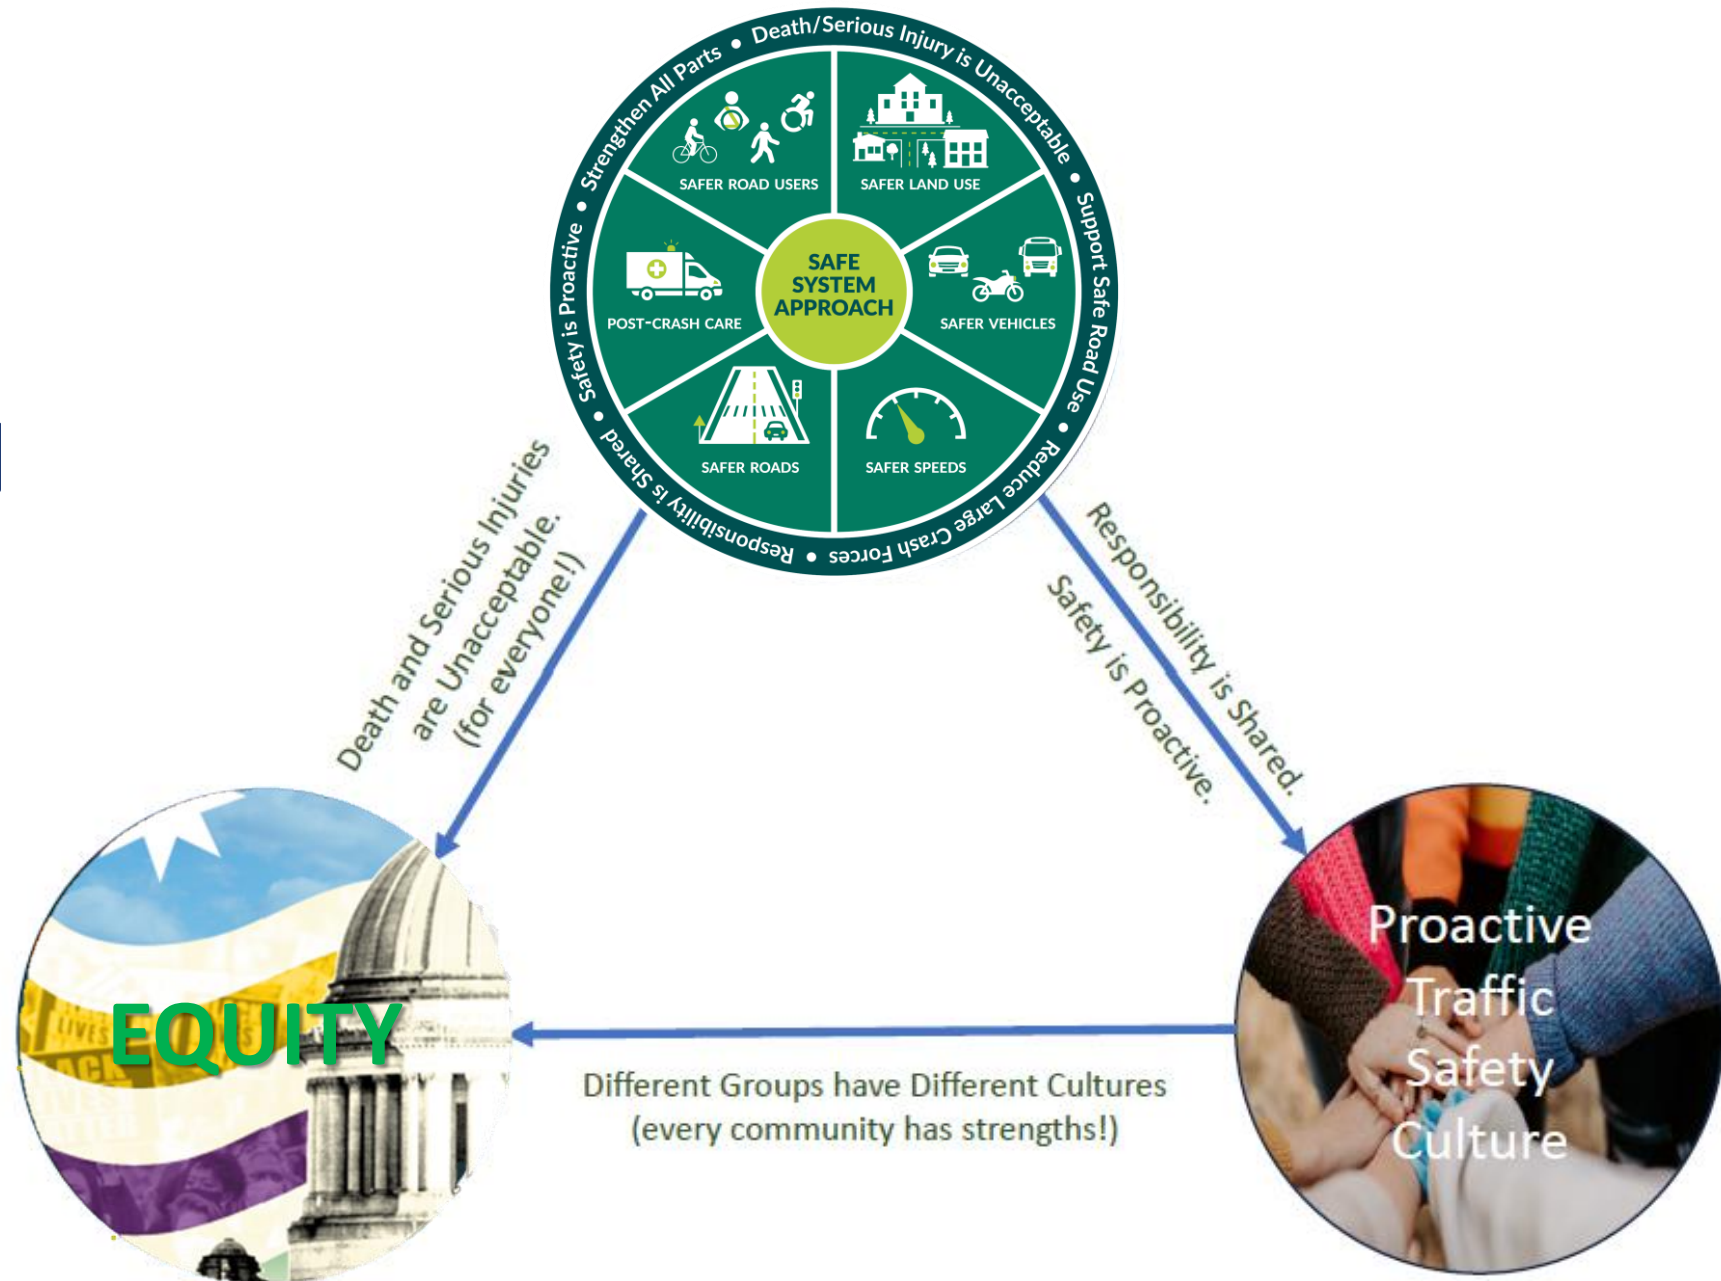 Death/Serious Injury is Unacceptable • Support Safe Road Use • Reduce Large Crash Forces • Responsibility is Shared • Safety is Proactive • Strengthen All Parts •
SAFER ROAD USERS
SAFER LAND USE
SAFE
SYSTEM
APPROACH
POST-CRASH CARE
SAFER VEHICLES
SAFER ROADS
SAFER SPEEDS
Death and Serious Injuries
are Unacceptable.
(for everyone!)
Responsibility is Shared.
Safety is Proactive.
LIVES
EQUITY
ACK
IVES
Different Groups have Different Cultures
(every community has strengths!)
Proactive
Traffic
Safety
Culture